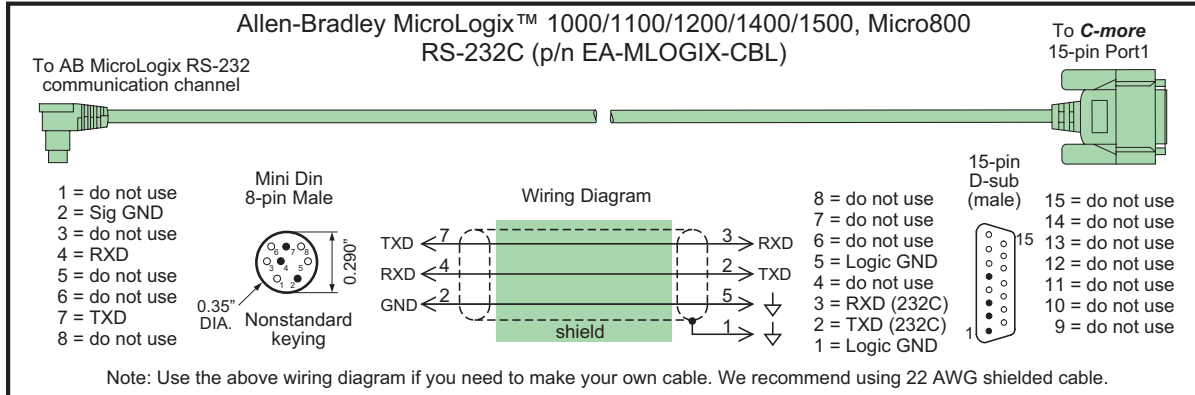 Allen-Bradley MicroLogix™ 1000/1100/1200/1400/1500, Micro800
RS-232C (p/n EA-MLOGIX-CBL)
To AB MicroLogix RS-232
communication channel
To C-more
15-pin Port1
1 = do not use
2 = Sig GND
3 = do not use
4 = RXD
5 = do not use
6 = do not use
7 = TXD
8 = do not use
Mini Din
8-pin Male
6 7 8
3 4 5
1 2
0.290"
0.35"
DIA.
Nonstandard
keying
Wiring Diagram
TXD 7 3 RXD
RXD 4 2 TXD
GND 2 5
shield 1
8 = do not use
7 = do not use
6 = do not use
5 = Logic GND
4 = do not use
3 = RXD (232C)
2 = TXD (232C)
1 = Logic GND
15-pin
D-sub
(male)
15
1
15 = do not use
14 = do not use
13 = do not use
12 = do not use
11 = do not use
10 = do not use
9 = do not use
Note: Use the above wiring diagram if you need to make your own cable. We recommend using 22 AWG shielded cable.